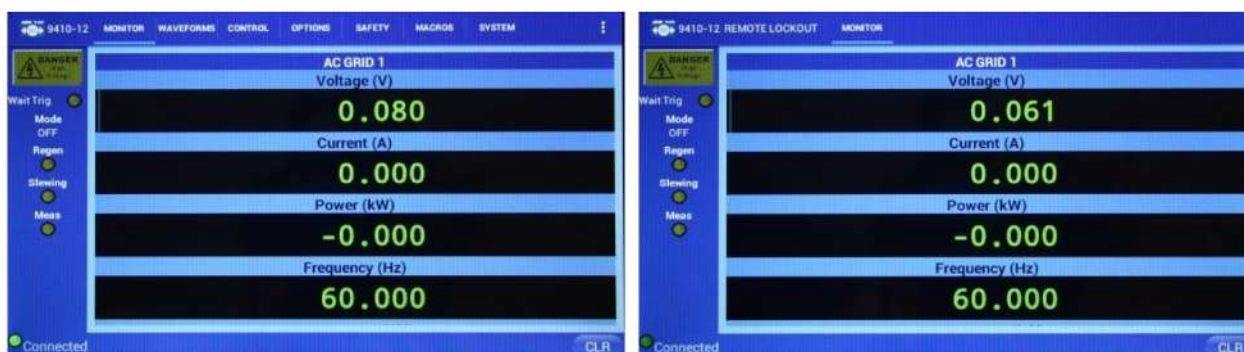 9410-12 MONITOR WAVEFORMS CONTROL OPTIONS SAFETY MACROS SYSTEM
DANGER
AC GRID 1
Voltage (V)
Wait Trig
0.080
Mode
OFF
Current (A)
Regen
0.000
Slewing
Power (kW)
Meas
-0.000
Frequency (Hz)
60.000
Connected
CLR
9410-12 REMOTE LOCKOUT MONITOR
DANGER
AC GRID 1
Voltage (V)
Wait Trig
0.061
Mode
OFF
Current (A)
Regen
0.000
Slewing
Power (kW)
Meas
-0.000
Frequency (Hz)
60.000
Connected
CLR